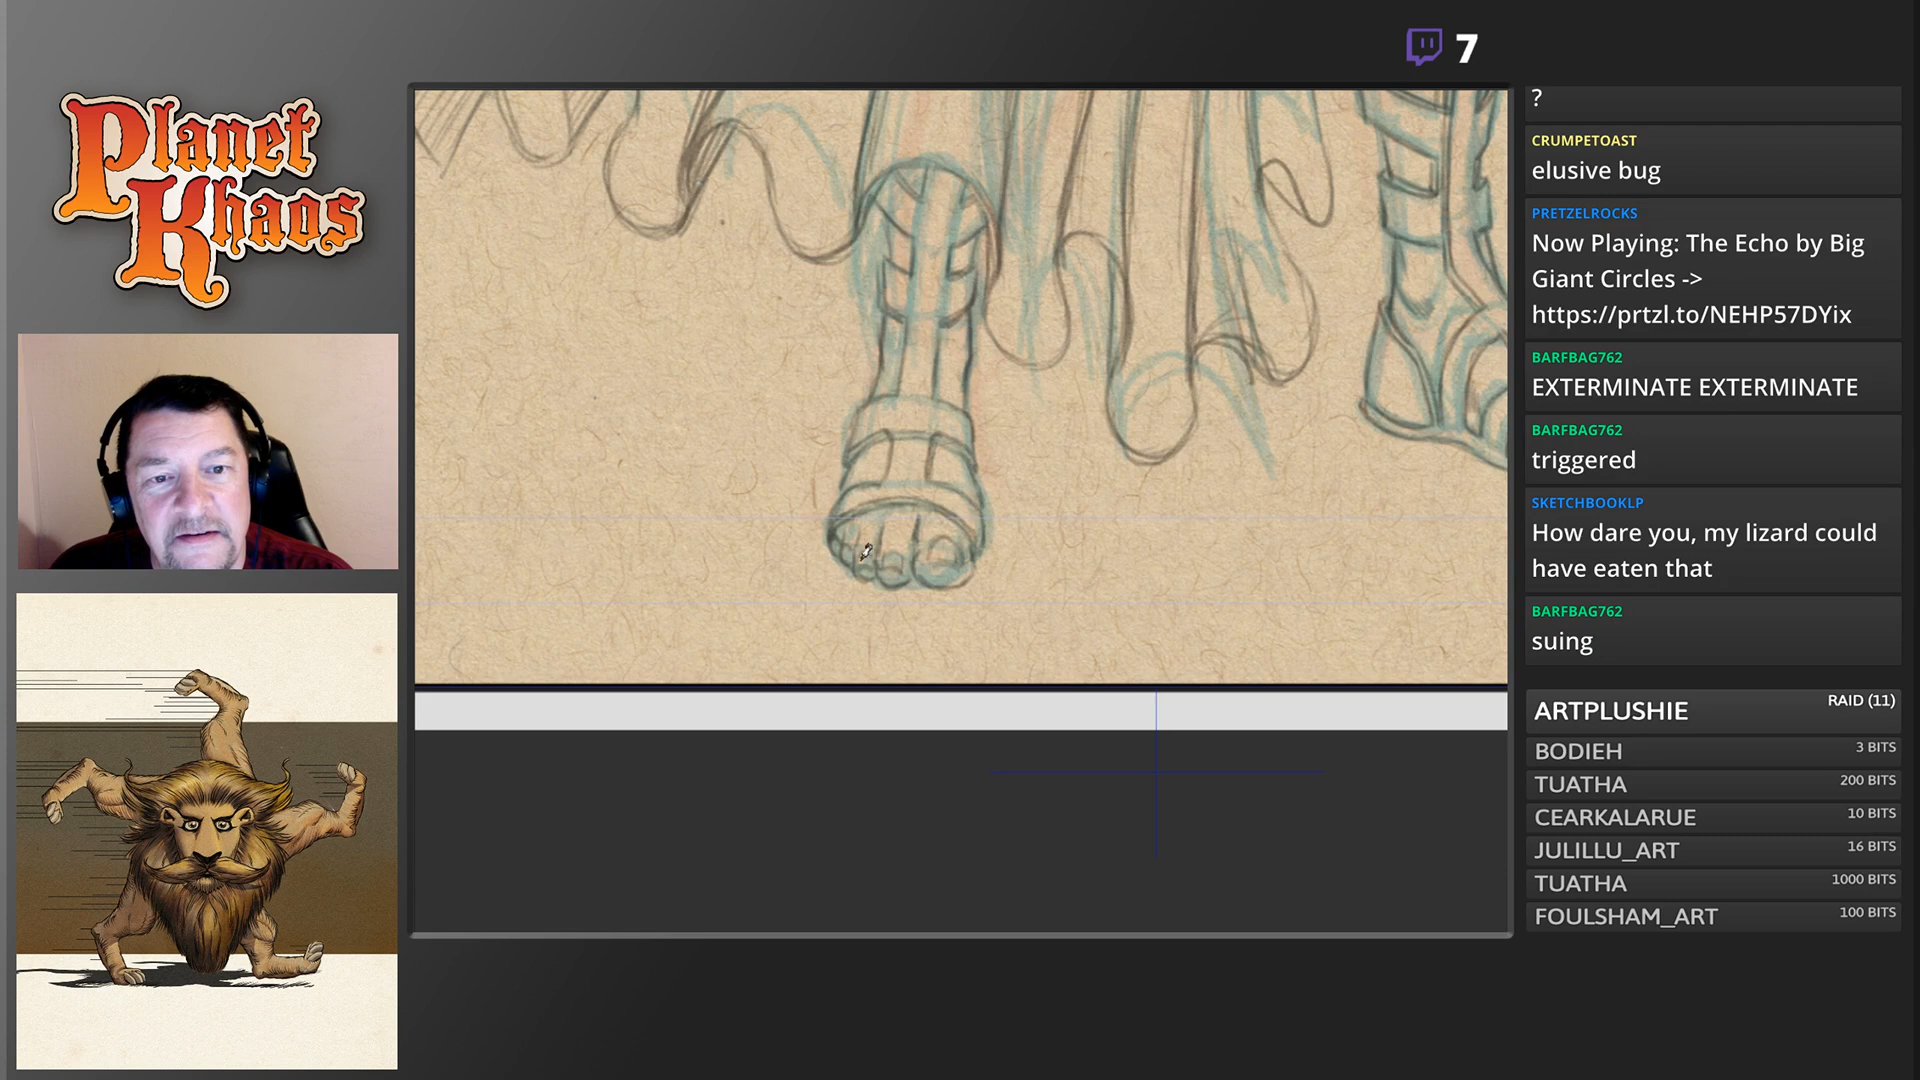 7
Planet
Khaos
?
CRUMPETOAST
elusive bug
PRETZELROCKS
Now Playing: The Echo by Big
Giant Circles ->
https://prtzl.to/NEHP57DYix
BARFBAG762
EXTERMINATE EXTERMINATE
BARFBAG762
triggered
SKETCHBOOKLP
How dare you, my lizard could
have eaten that
BARFBAG762
suing
ARTPLUSHIE RAID (11)
BODIEH 3 BITS
TUATHA 200 BITS
CEARKALARUE 10 BITS
JULILLU_ART 16 BITS
TUATHA 1000 BITS
FOULSHAM_ART 100 BITS